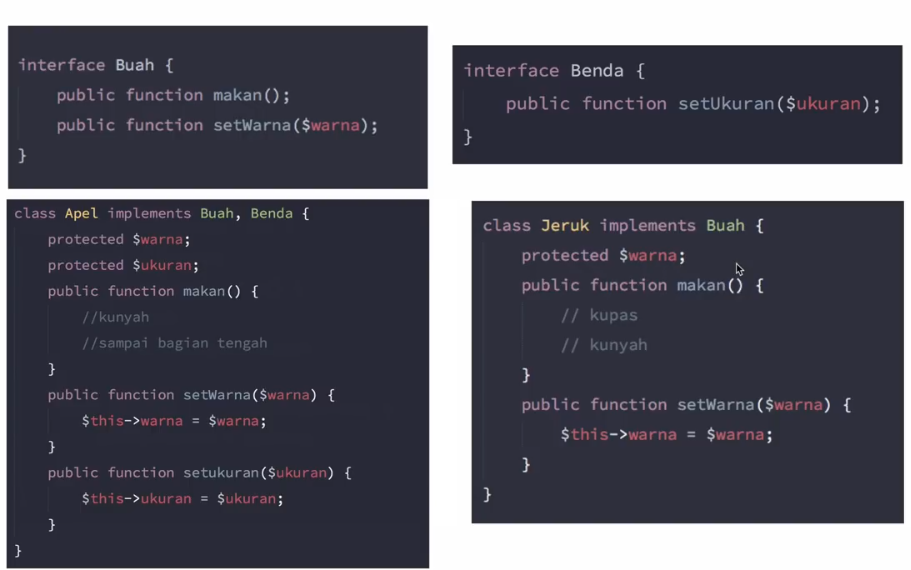 interface Buah {
public function makan();
public function setWarna($warna);
}
interface Benda {
public function setUkuran($ukuran);
}
class Apel implements Buah, Benda {
protected $warna;
protected $ukuran;
public function makan() {
//kunyah
//sampai bagian tengah
}
public function setWarna($warna) {
$this->warna = $warna;
}
public function setukuran($ukuran) {
$this->ukuran = $ukuran;
}
}
class Jeruk implements Buah {
protected $warna;
public function makan() {
// kupas
// kunyah
}
public function setWarna($warna) {
$this->warna = $warna;
}
}